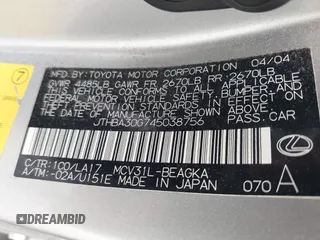 MFD BY: TOYOTA MOTOR CORPORATION 04/04
GVWR 4485LB GAWR FR 2670LB RR 2670LB
THIS VEHICLE CONFORMS TO ALL APPLICABLE
FEDERAL MOTOR VEHICLE SAFETY, BUMPER, AND
THEFT PREVENTION STANDARDS IN EFFECT ON
THE DATE OF MANUFACTURE SHOWN ABOVE.
JTHBA30G745038756 PASS.CAR
C/TR:1C0/LA17 MCV31L-BEAGKA
A/TM:-02A/U151E MADE IN JAPAN
070 A
7
DREAMBID